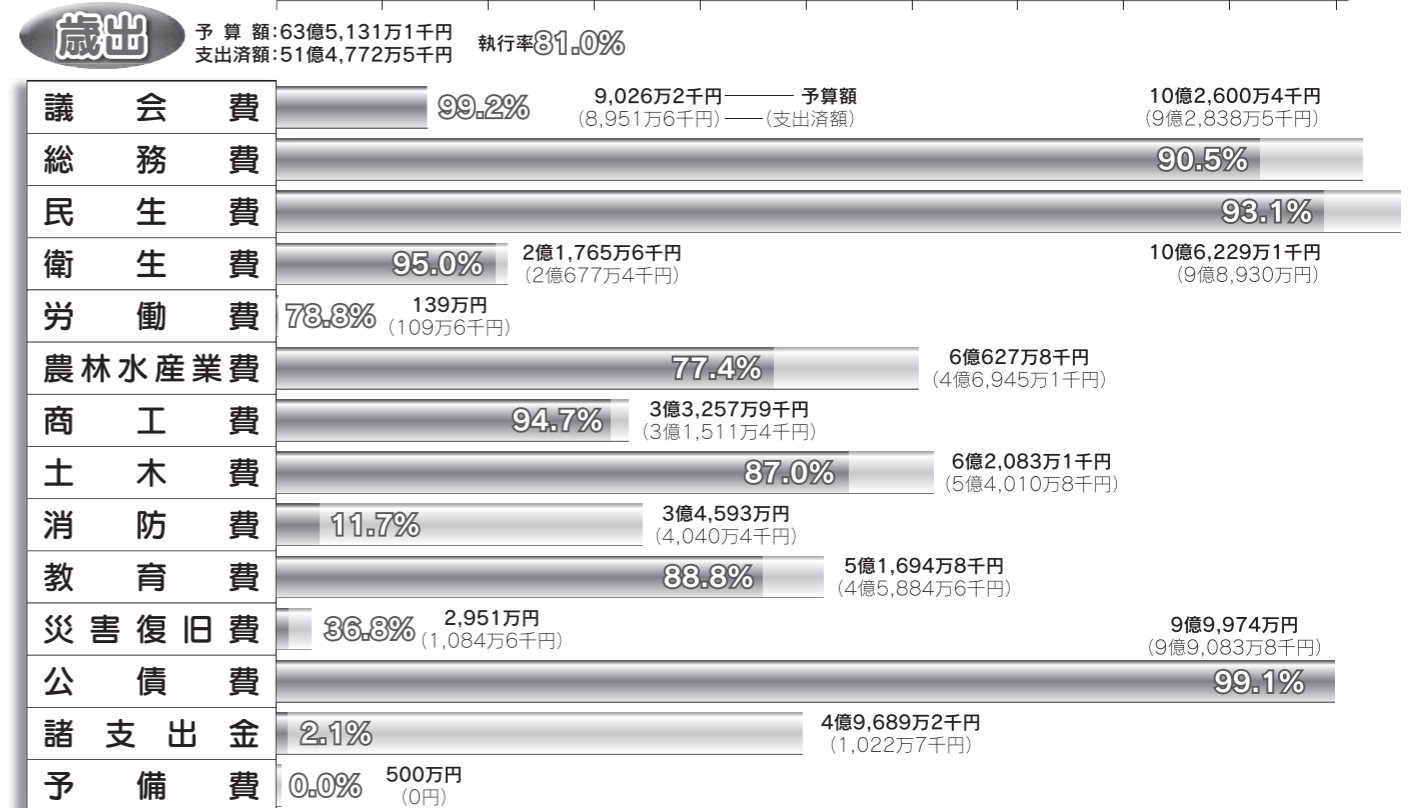 歳出
予算額:63億5,131万1千円
支出済額:51億4,772万5千円
執行率81.0%
議会費 99.2% 9,026万2千円 予算額
(8,951万6千円) (支出済額)
10億2,600万4千円
(9億2,838万5千円)
総務費 90.5%
民生費 93.1%
10億6,229万1千円
(9億8,930万円)
衛生費 95.0% 2億1,765万6千円
(2億677万4千円)
労働費 78.8% 139万円
(109万6千円)
農林水産業費 77.4% 6億627万8千円
(4億6,945万1千円)
商工費 94.7% 3億3,257万9千円
(3億1,511万4千円)
土木費 87.0% 6億2,083万1千円
(5億4,010万8千円)
消防費 11.7% 3億4,593万円
(4,040万4千円)
教育費 88.8% 5億1,694万8千円
(4億5,884万6千円)
災害復旧費 36.8% 2,951万円
(1,084万6千円)
9億9,974万円
(9億9,083万8千円)
公債費 99.1%
諸支出金 2.1% 4億9,689万2千円
(1,022万7千円)
予備費 0.0% 500万円
(0円)